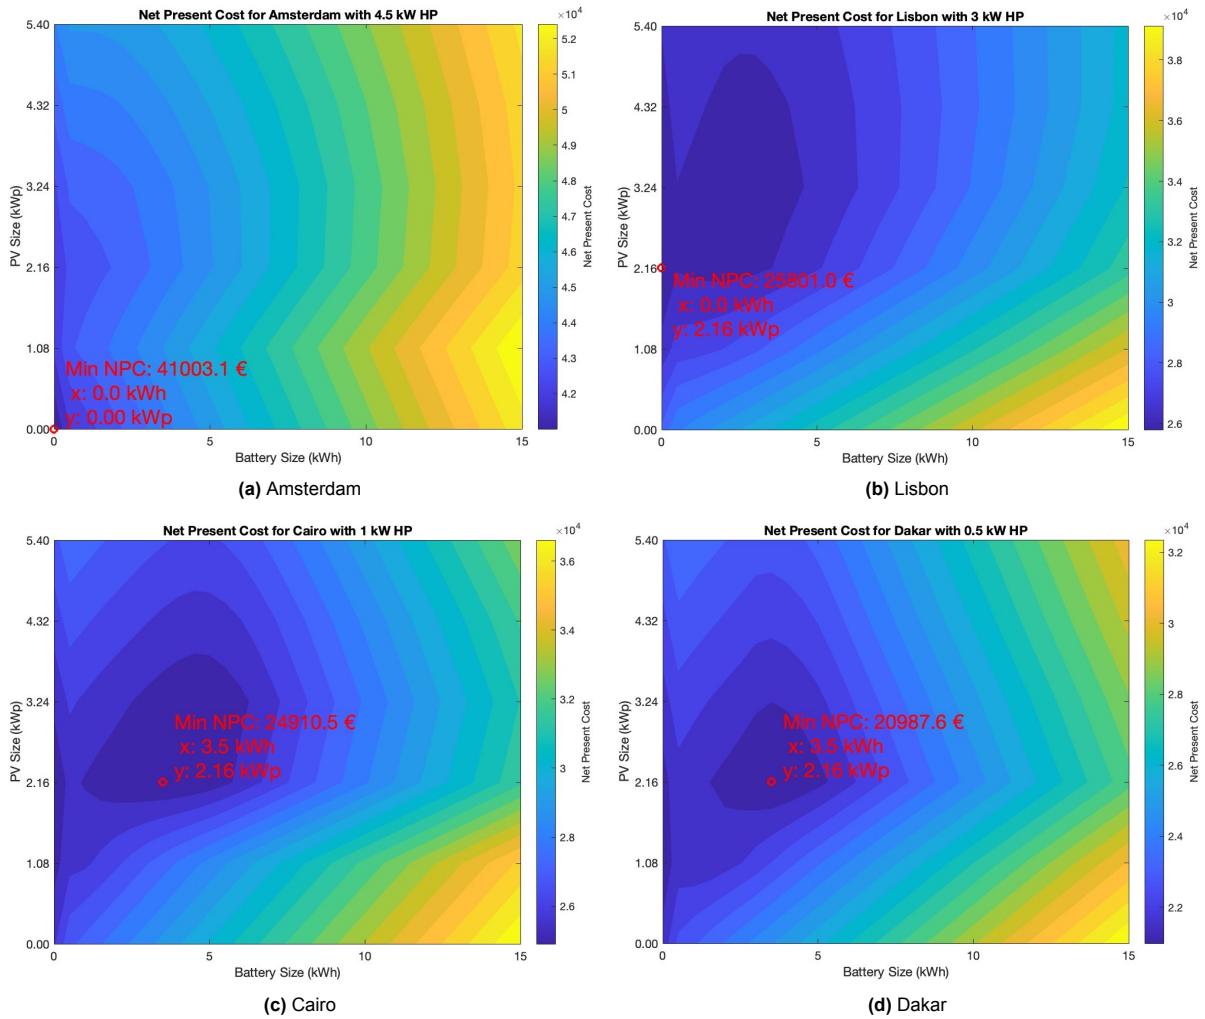 Net Present Cost for Amsterdam with 4.5 kW HP
×10⁴
5.40
4.32
3.24
2.16
1.08
0.00
PV Size (kWp)
0
5
10
15
Battery Size (kWh)
Min NPC: 41003.1 €
x: 0.0 kWh
y: 0.00 kWp
5.2
5.1
5
4.9
4.8
4.7
4.6
4.5
4.4
4.3
4.2
Net Present Cost
(a) Amsterdam
Net Present Cost for Lisbon with 3 kW HP
×10⁴
5.40
4.32
3.24
2.16
1.08
0.00
PV Size (kWp)
0
5
10
15
Battery Size (kWh)
Min NPC: 25801.0 €
x: 0.0 kWh
y: 2.16 kWp
3.8
3.6
3.4
3.2
3
2.8
2.6
Net Present Cost
(b) Lisbon
Net Present Cost for Cairo with 1 kW HP
×10⁴
5.40
4.32
3.24
2.16
1.08
0.00
PV Size (kWp)
0
5
10
15
Battery Size (kWh)
Min NPC: 24910.5 €
x: 3.5 kWh
y: 2.16 kWp
3.6
3.4
3.2
3
2.8
2.6
Net Present Cost
(c) Cairo
Net Present Cost for Dakar with 0.5 kW HP
×10⁴
5.40
4.32
3.24
2.16
1.08
0.00
PV Size (kWp)
0
5
10
15
Battery Size (kWh)
Min NPC: 20987.6 €
x: 3.5 kWh
y: 2.16 kWp
3.2
3
2.8
2.6
2.4
2.2
Net Present Cost
(d) Dakar